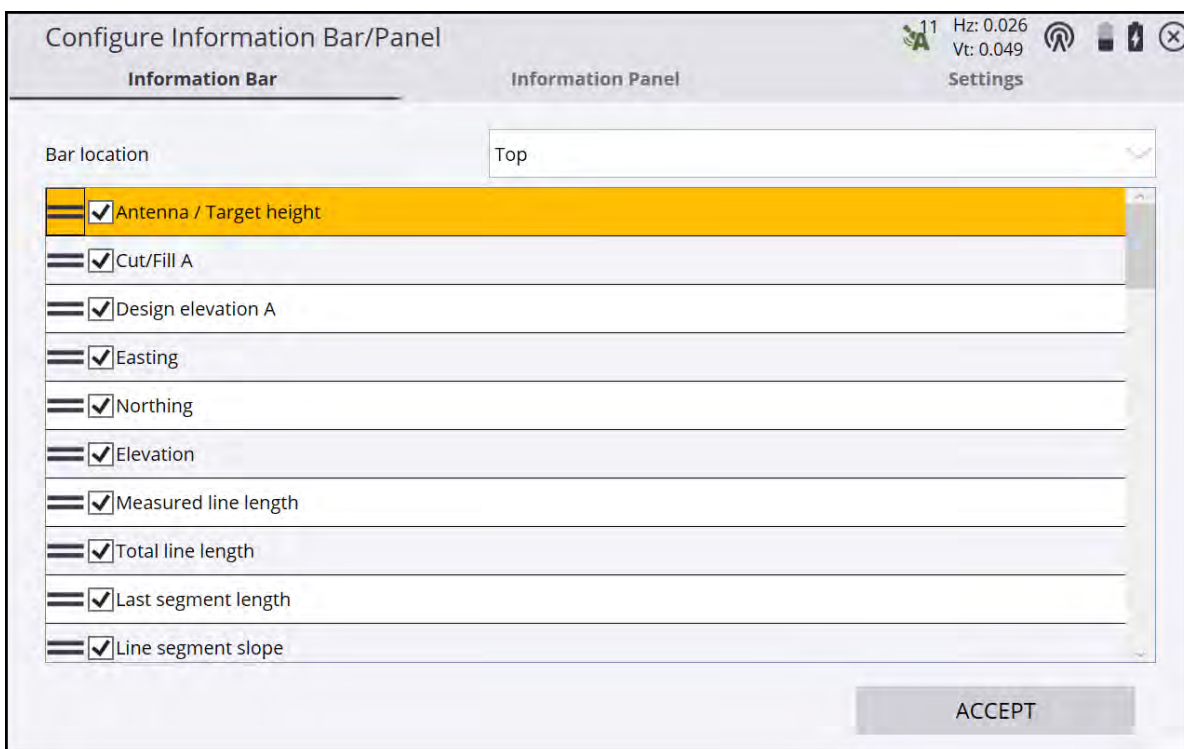 Configure Information Bar/Panel
11
Hz: 0.026
Vt: 0.049
Information Bar
Information Panel
Settings
Bar location
Top
Antenna / Target height
Cut/Fill A
Design elevation A
Easting
Northing
Elevation
Measured line length
Total line length
Last segment length
Line segment slope
ACCEPT